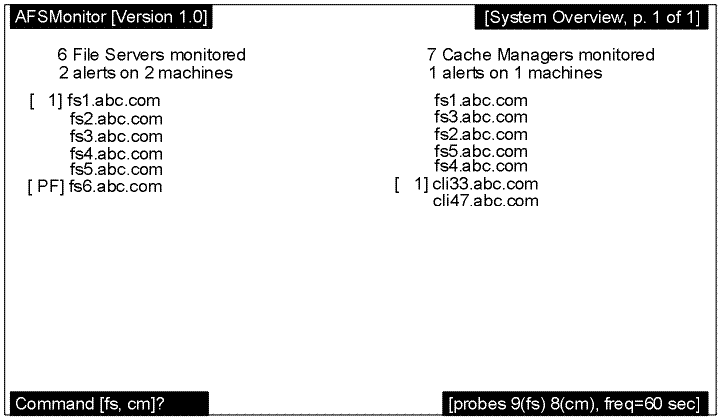 AFSMonitor [Version 1.0]
[System Overview, p. 1 of 1]
6 File Servers monitored
2 alerts on 2 machines
[ 1] fs1.abc.com
fs2.abc.com
fs3.abc.com
fs4.abc.com
fs5.abc.com
[ PF] fs6.abc.com
7 Cache Managers monitored
1 alerts on 1 machines
fs1.abc.com
fs3.abc.com
fs2.abc.com
fs5.abc.com
fs4.abc.com
[ 1] cli33.abc.com
cli47.abc.com
Command [fs, cm]?
[probes 9(fs) 8(cm), freq=60 sec]